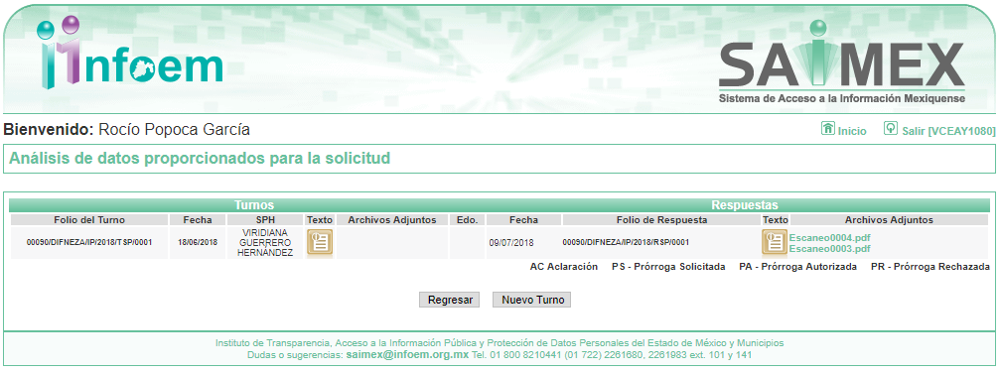 infoem
SAIMEX
Sistema de Acceso a la Información Mexiquense
Bienvenido: Rocío Popoca García
Inicio Salir [VCEAY1080]
Análisis de datos proporcionados para la solicitud
Turnos Respuestas
Folio del Turno Fecha SPH Texto Archivos Adjuntos Edo. Fecha Folio de Respuesta Texto Archivos Adjuntos
00090/DIFNEZA/IP/2018/TSP/0001 18/06/2018 VIRIDIANA GUERRERO HERNÁNDEZ 09/07/2018 00090/DIFNEZA/IP/2018/RSP/0001 Escaneo0004.pdf
Escaneo0003.pdf
AC Aclaración PS - Prórroga Solicitada PA - Prórroga Autorizada PR - Prórroga Rechazada
Regresar Nuevo Turno
Instituto de Transparencia, Acceso a la Información Pública y Protección de Datos Personales del Estado de México y Municipios
Dudas o sugerencias: saimex@infoem.org.mx Tel. 01 800 8210441 (01 722) 2261680, 2261983 ext. 101 y 141